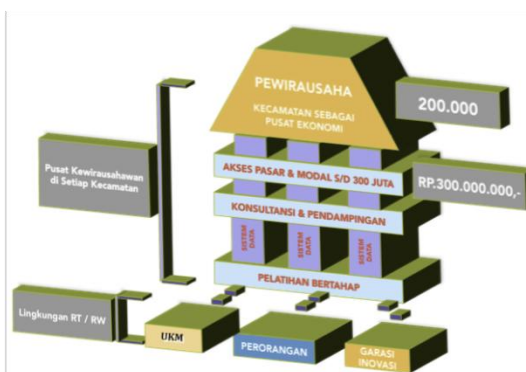 PEWIRAUSAHA
KECAMATAN SEBAGAI
PUSAT EKONOMI
200.000
AKSES PASAR & MODAL S/D 300 JUTA
RP.300.000.000,-
Pusat Kewirausahawan
di Setiap Kecamatan
KONSULTANSI & PENDAMPINGAN
SISTEM
DATA
SISTEM
DATA
SISTEM
DATA
PELATIHAN BERTAHAP
Lingkungan RT / RW
UKM
PERORANGAN
GARASI
INOVASI